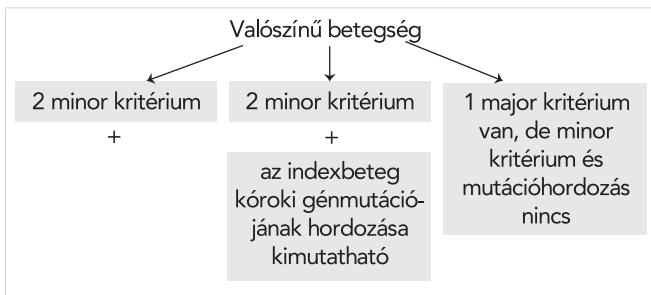 Valószínű betegség
2 minor kritérium
+
2 minor kritérium
+
az indexbeteg
kóroki génmutáció-
jának hordozása
kimutatható
1 major kritérium
van, de minor
kritérium és
mutációhordozás
nincs